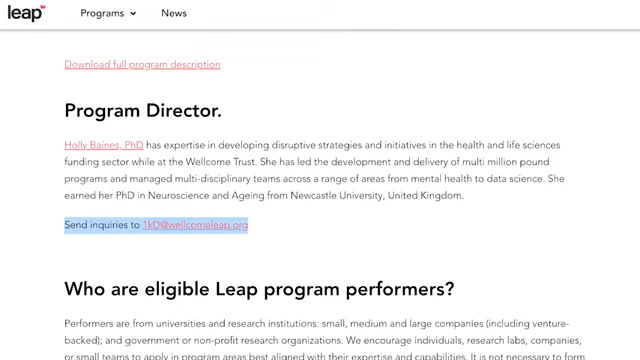 leap w Programs News
Download full program description
Program Director.
Holly Baines, PhD has expertise in developing disruptive strategies and initiatives in the health and life sciences
funding sector while at the Wellcome Trust. She has led the development and delivery of multi million pound
programs and managed multi-disciplinary teams across a range of areas from mental health to data science. She
earned her PhD in Neuroscience and Ageing from Newcastle University, United Kingdom.
Send inquiries to 1kD@wellcomeleap.org
Who are eligible Leap program performers?
Performers are from universities and research institutions: small, medium and large companies (including venture-
backed); and government or non-profit research organizations. We encourage individuals, research labs, companies,
or small teams to apply in program areas best aligned with their expertise and capabilities. It is not necessary to form